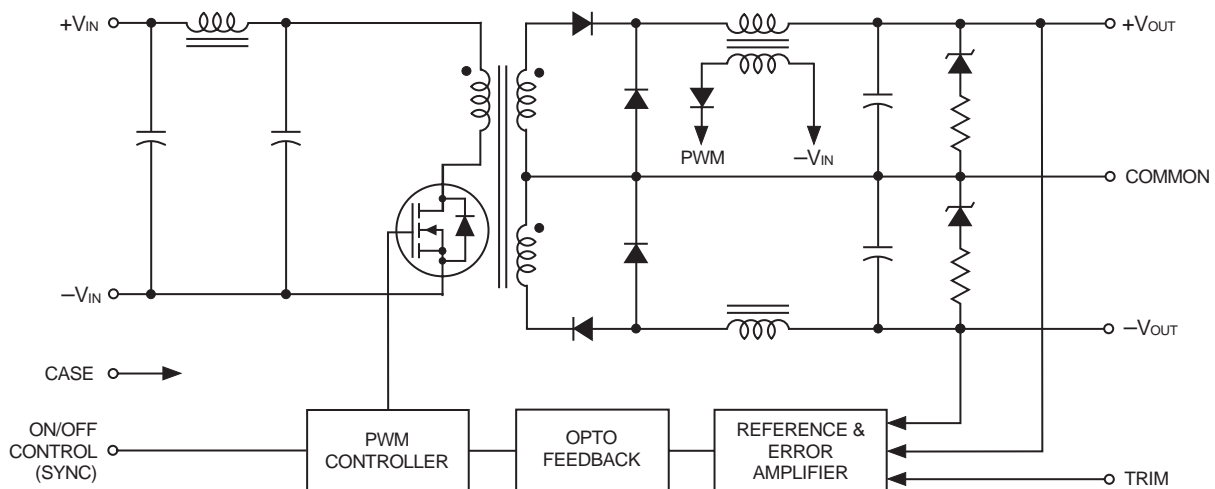 +VIN
+VOUT
PWM
–VIN
COMMON
–VIN
–VOUT
CASE
ON/OFF
CONTROL
(SYNC)
PWM
CONTROLLER
OPTO
FEEDBACK
REFERENCE &
ERROR
AMPLIFIER
TRIM